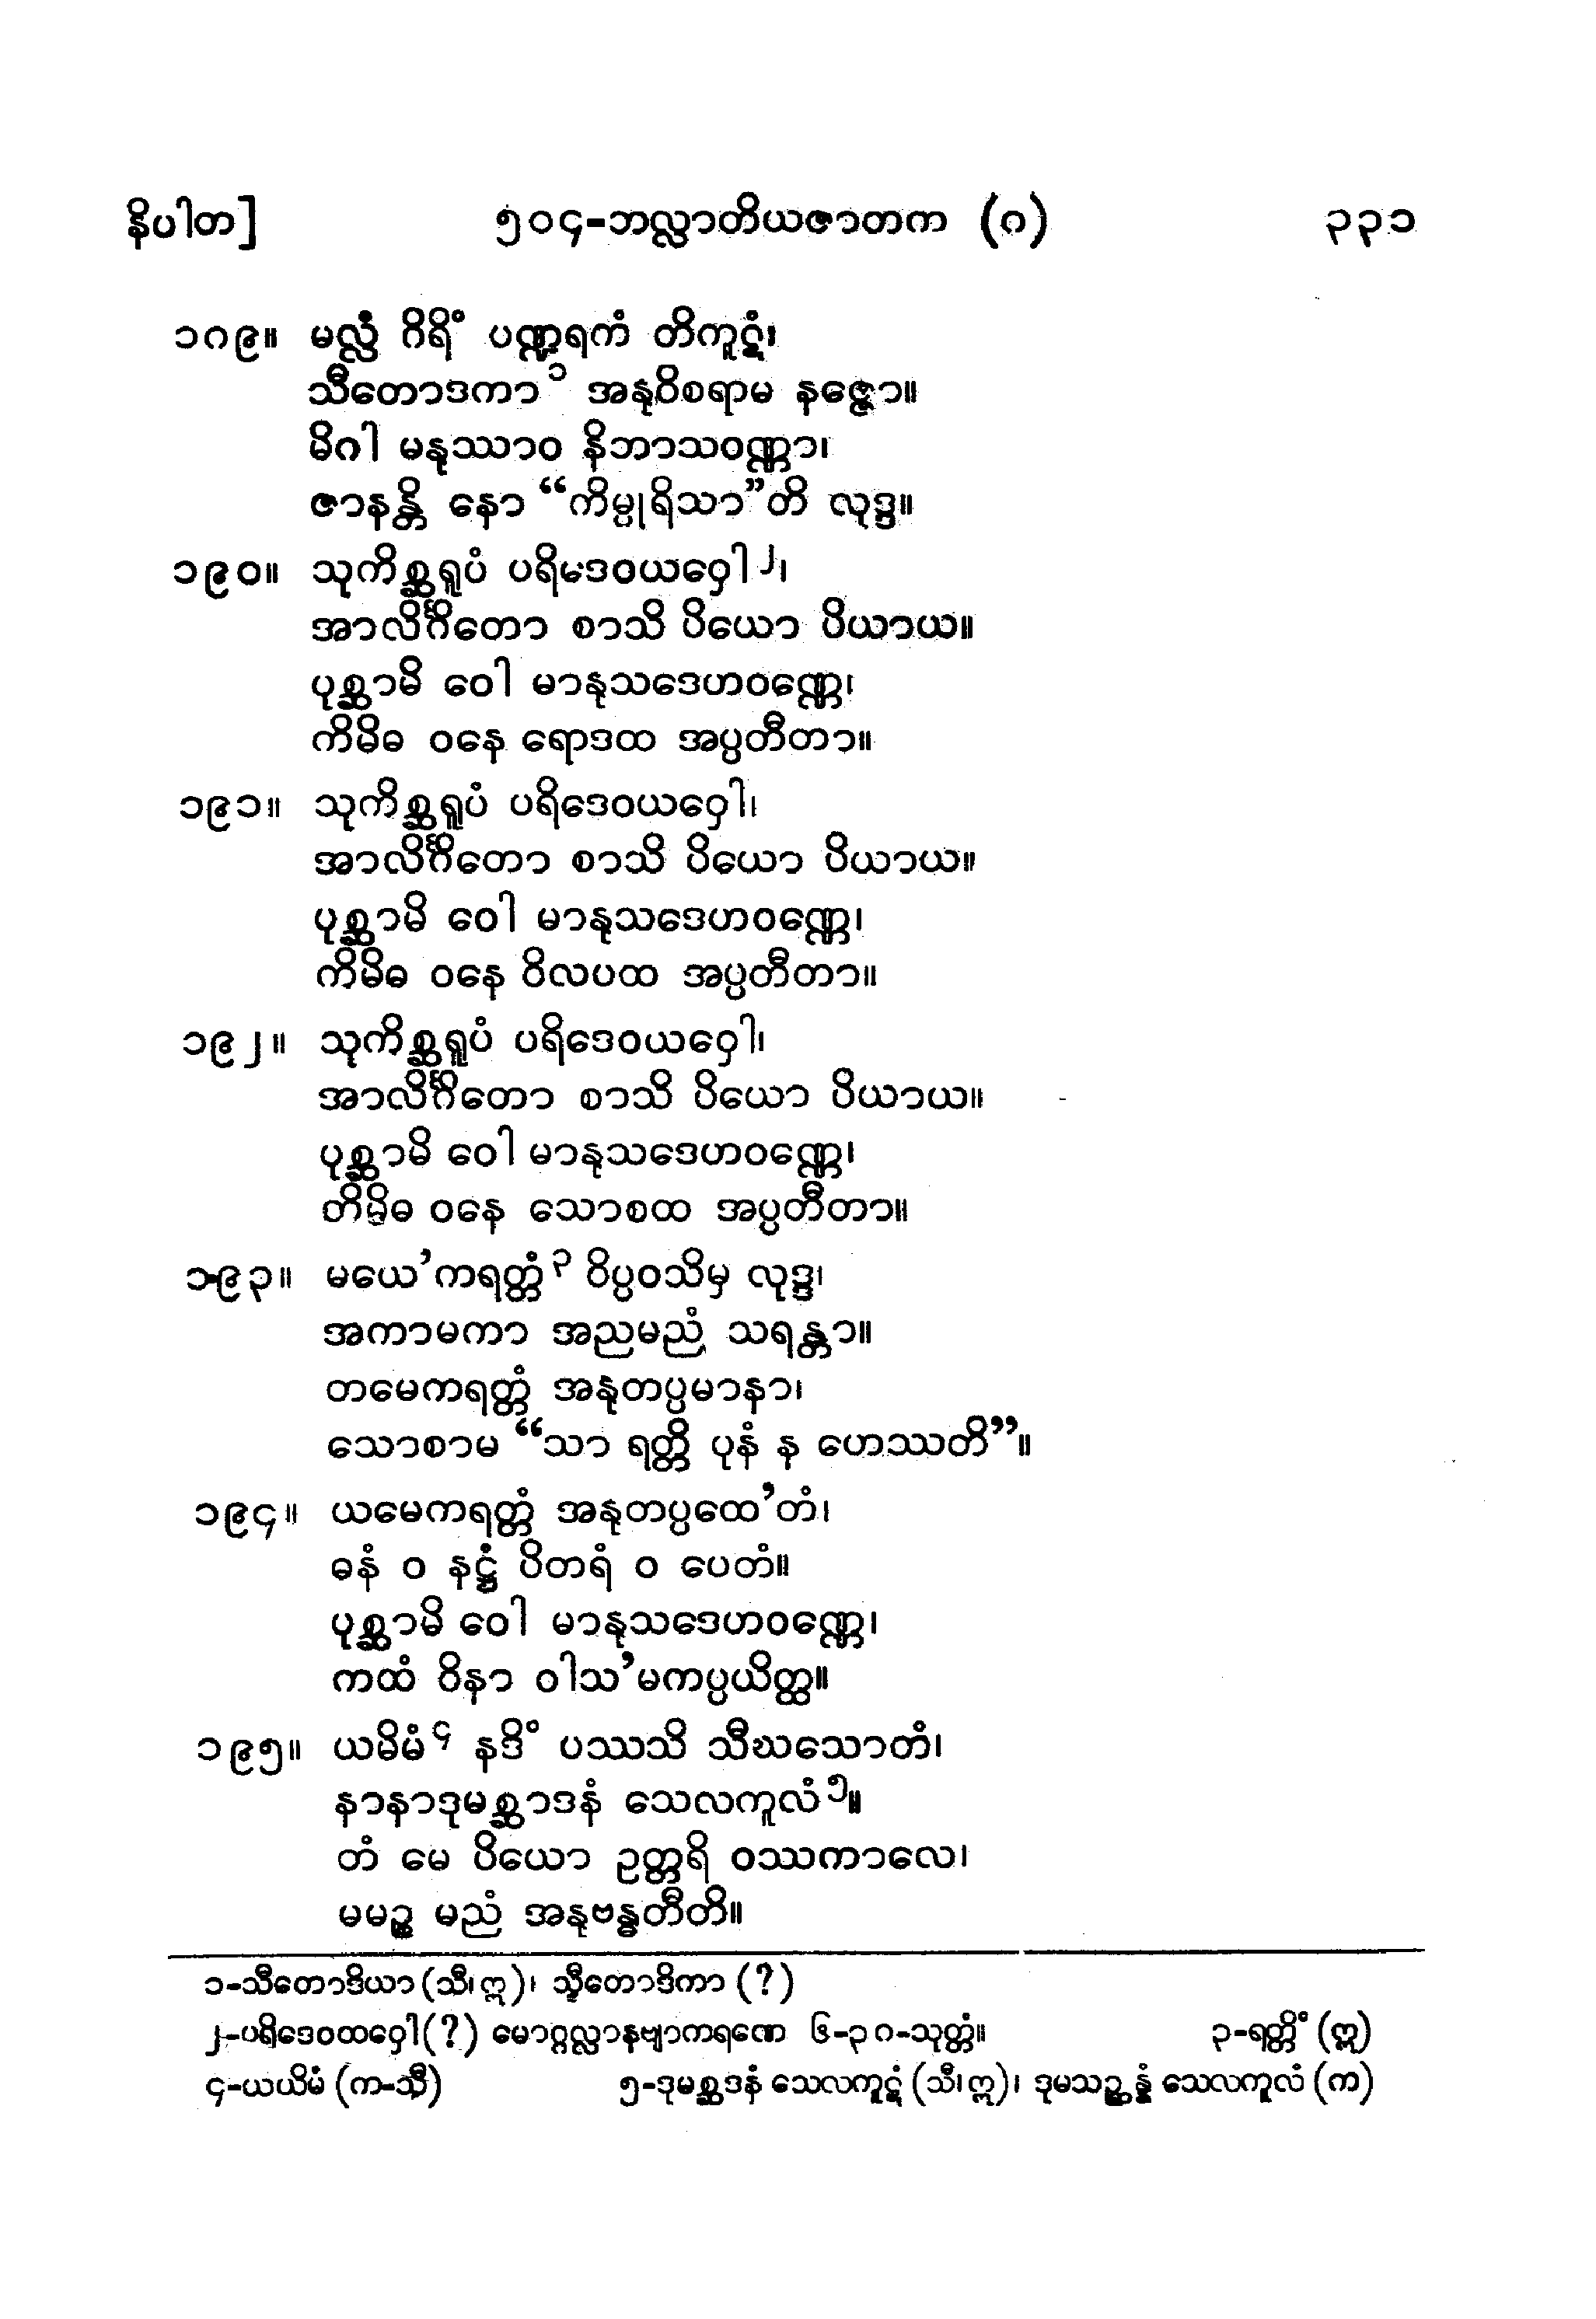 နိပါတ] ၅၀၄-ဘလ္လာတိယဇာတက (၈) ၃၃၁
၁၈၉။ မလ္လံ ဂိရိံ ပဏ္ဍရကံ တိကူဋံ၊
သီတောဒကာ ၁ အနုဝိစရာမ နဇ္ဇော။
မိဂါ မနုဿာဝ နိဘာသဝဏ္ဏာ၊
ဇာနန္တိ နော “ကိမ္ပုရိသာ”တိ လုဒ္ဒ။
၁၉၀။ သုကိစ္ဆရူပံ ပရိဒေဝယဝှေါ ၂၊
အာလိင်္ဂိတော စာသိ ပိယော ပိယာယ။
ပုစ္ဆာမိ ဝေါ မာနုသဒေဟဝဏ္ဏေ၊
ကိမိဓ ဝနေ ရောဒထ အပ္ပတီတာ။
၁၉၁။ သုကိစ္ဆရူပံ ပရိဒေဝယဝှေါ၊
အာလိင်္ဂိတော စာသိ ပိယော ပိယာယ။
ပုစ္ဆာမိ ဝေါ မာနုသဒေဟဝဏ္ဏေ၊
ကိမိဓ ဝနေ ဝိလပထ အပ္ပတီတာ။
၁၉၂။ သုကိစ္ဆရူပံ ပရိဒေဝယဝှေါ၊
အာလိင်္ဂိတော စာသိ ပိယော ပိယာယ။
ပုစ္ဆာမိ ဝေါ မာနုသဒေဟဝဏ္ဏေ၊
ကိမိဓ ဝနေ သောစထ အပ္ပတီတာ။
၁၉၃။ မယေ’ကရတ္တံ ၃ ဝိပ္ပဝသိမှ လုဒ္ဒ၊
အကာမကာ အညမညံ သရန္တာ။
တမေကရတ္တံ အနုတပ္ပမာနာ၊
သောစာမ “သာ ရတ္တိ ပုနံ န ဟေဿတိ”။
၁၉၄။ ယမေကရတ္တံ အနုတပ္ပထေ’တံ၊
ဓနံ ဝ နဋ္ဌံ ပိတရံ ဝ ပေတံ။
ပုစ္ဆာမိ ဝေါ မာနုသဒေဟဝဏ္ဏေ၊
ကထံ ဝိနာ ဝါသ’မကပ္ပယိတ္ထ။
၁၉၅။ ယမိမံ ၄ နဒိံ ပဿသိ သီဃသောတံ၊
နာနာဒုမစ္ဆာဒနံ သေလကူလံ ၅။
တံ မေ ပိယော ဥတ္တရိ ဝဿကာလေ၊
မမဉ္စ မညံ အနုဗန္ဓတီတိ။
၁-သီတောဒိယာ (သီ၊ ဣ)၊ သီတောဒိကာ (?)
၂-ပရိဒေဝထဝှေါ(?) မောဂ္ဂလ္လာနဗျာကရဏေ ၆-၃၈-သုတ္တံ။ ၃-ရတ္တိံ (ဣ)
၄-ယယိမံ (က-သီ) ၅-ဒုမစ္ဆဒနံ သေလကူဋံ (သီ၊ ဣ)၊ ဒုမသဉ္ဆန္နံ သေလကူလံ (က)